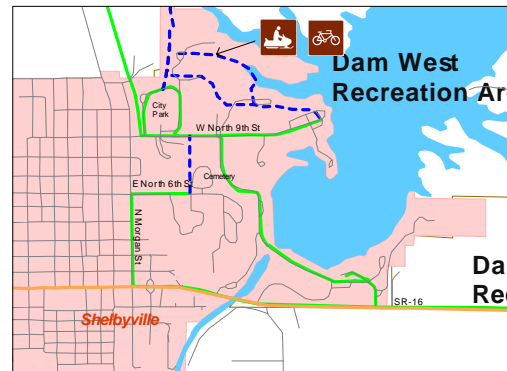 Dam West
Recreation Ar
City
Park
W North 9th St
Cemetery
E North 6th St
N Morgan St
Da
Rec
SR-16
Shelbyville